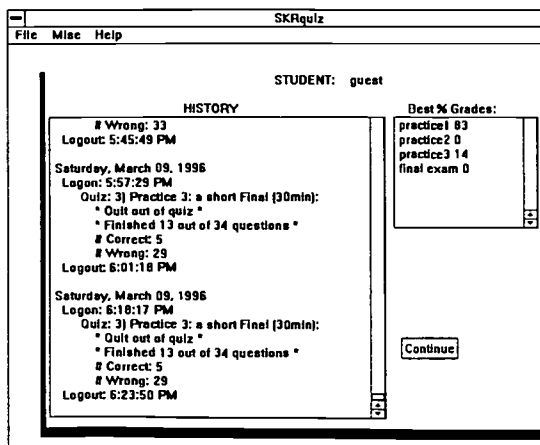 SKRquiz
File Misc Help
STUDENT: guest
HISTORY
# Wrong: 33
Logout: 5:45:49 PM
Saturday, March 09, 1996
Logon: 5:57:29 PM
Quiz: 3) Practice 3: a short Final (30min):
* Quit out of quiz *
* Finished 13 out of 34 questions *
# Correct: 5
# Wrong: 29
Logout: 6:01:18 PM
Saturday, March 09, 1996
Logon: 6:18:17 PM
Quiz: 3) Practice 3: a short Final (30min):
* Quit out of quiz *
* Finished 13 out of 34 questions *
# Correct: 5
# Wrong: 29
Logout: 6:23:50 PM
Best % Grades:
practice1 83
practice2 0
practice3 14
final exam 0
Continue